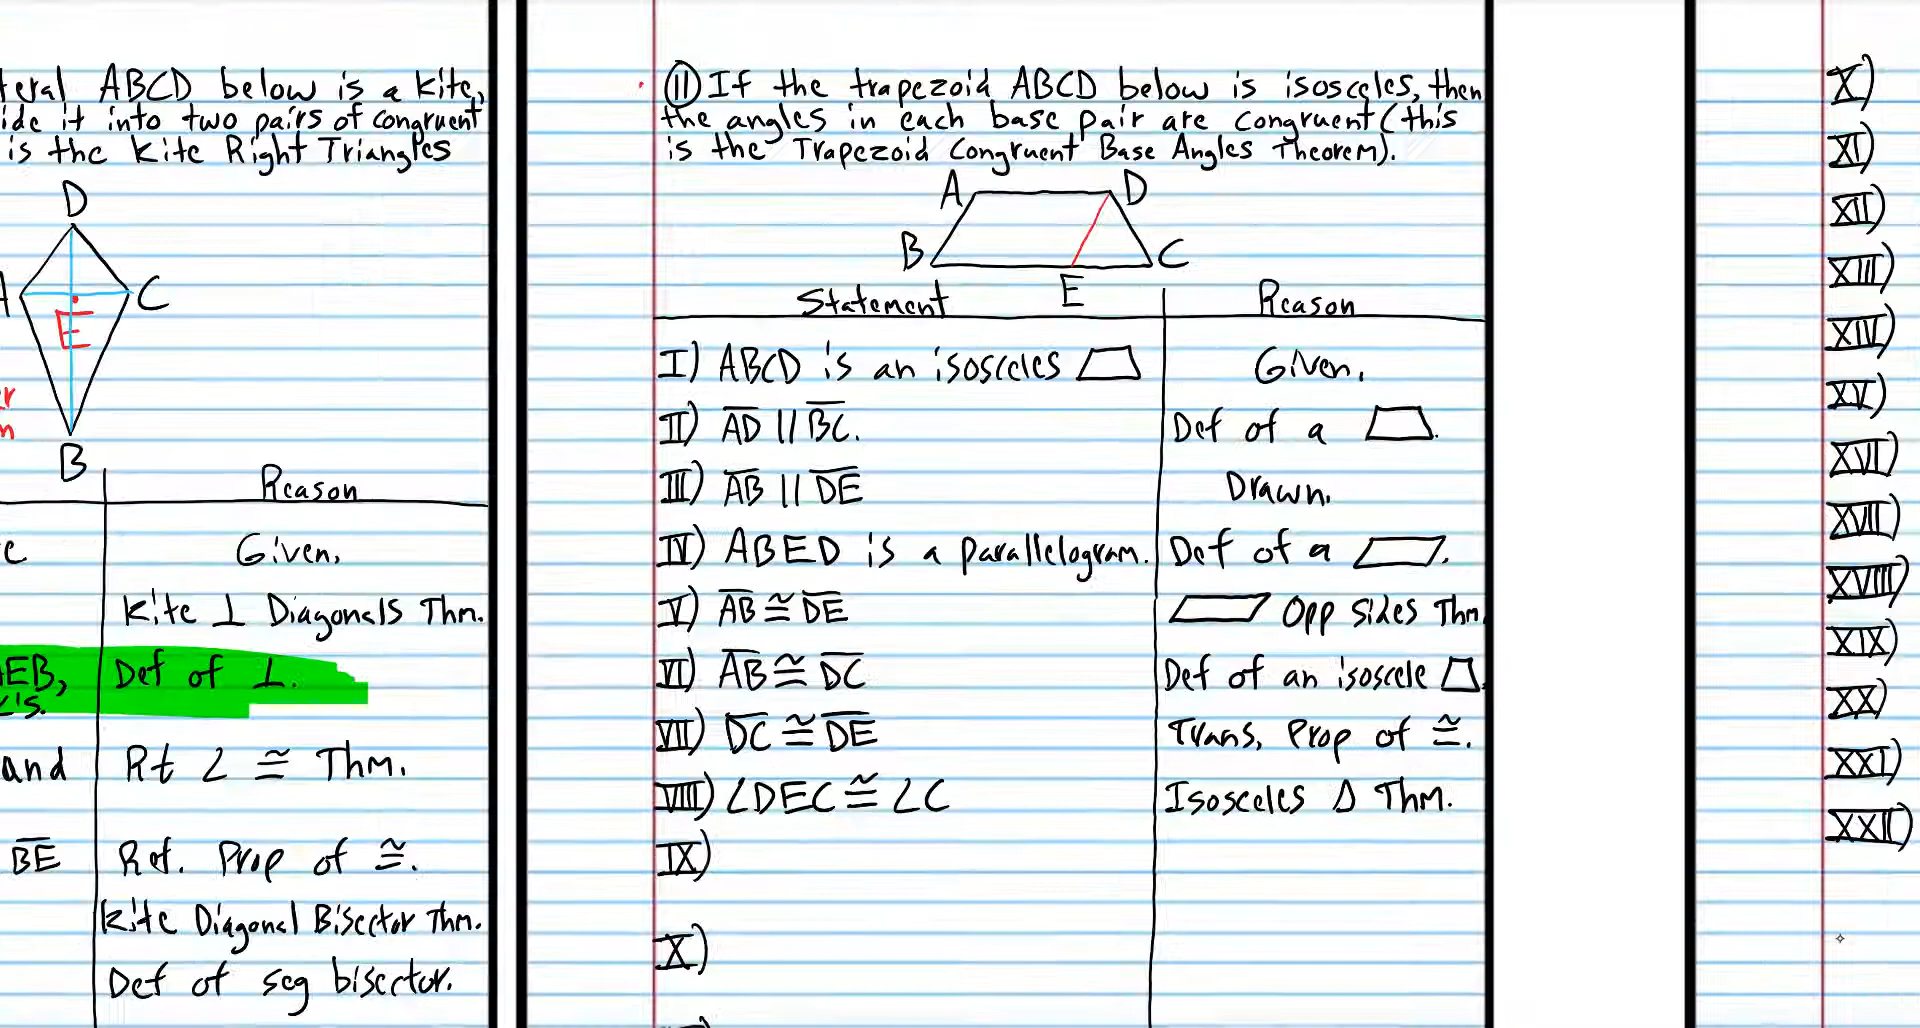 teral ABCD below is a kite,
ide it into two pairs of congruent
is the Kite Right Triangles
D
A
C
E
B
er
n
Reason
e
Given.
Kite ⊥ Diagonals Thm.
AEB,
∠'s.
Def of ⊥.
and
Rt ∠ ≅ Thm.
BE
Ref. Prop of ≅.
Kite Diagonal Bisector Thm.
Def of seg bisector.
11 If the trapezoid ABCD below is isosceles, then
the angles in each base pair are congruent (this
is the Trapezoid Congruent Base Angles Theorem).
A D
B C
E
Statement Reason
I) ABCD is an isosceles ⏢ Given.
II) AD || BC. Def of a ⏢.
III) AB || DE Drawn.
IV) ABED is a parallelogram. Def of a ▱.
V) AB ≅ DE ▱ Opp sides Thm
VI) AB ≅ DC Def of an isoscele ⏢.
VII) DC ≅ DE Trans. Prop of ≅.
VIII) ∠DEC ≅ ∠C Isosceles Δ Thm.
IX)
X)
X)
XI)
XII)
XIII)
XIV)
XV)
XVI)
XVII)
XVIII)
XIX)
XX)
XXI)
XXII)